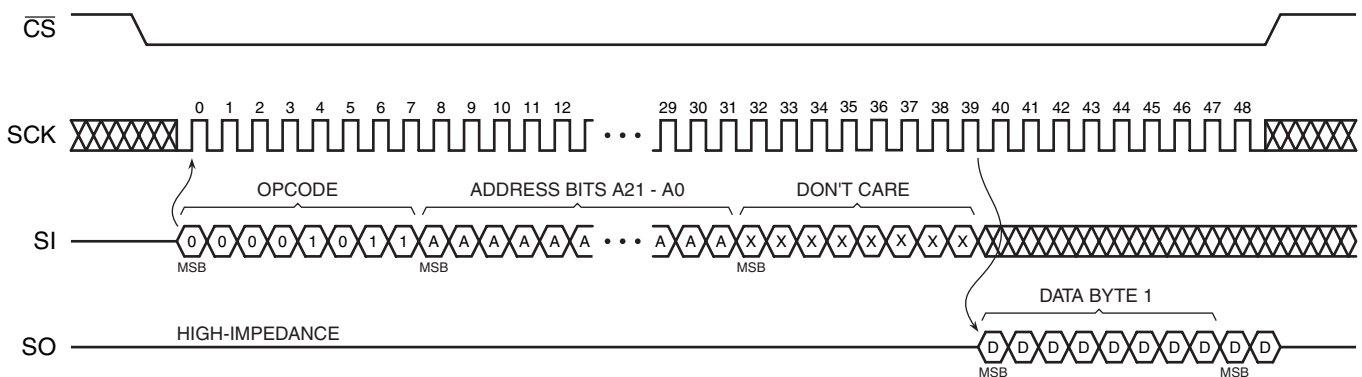 CS
0 1 2 3 4 5 6 7 8 9 10 11 12 29 30 31 32 33 34 35 36 37 38 39 40 41 42 43 44 45 46 47 48
SCK • • •
OPCODE ADDRESS BITS A21 - A0 DON'T CARE
SI 0 0 0 0 1 0 1 1 A A A A A A • • • A A A X X X X X X X X
MSB MSB MSB
DATA BYTE 1
HIGH-IMPEDANCE
SO D D D D D D D D D D
MSB MSB